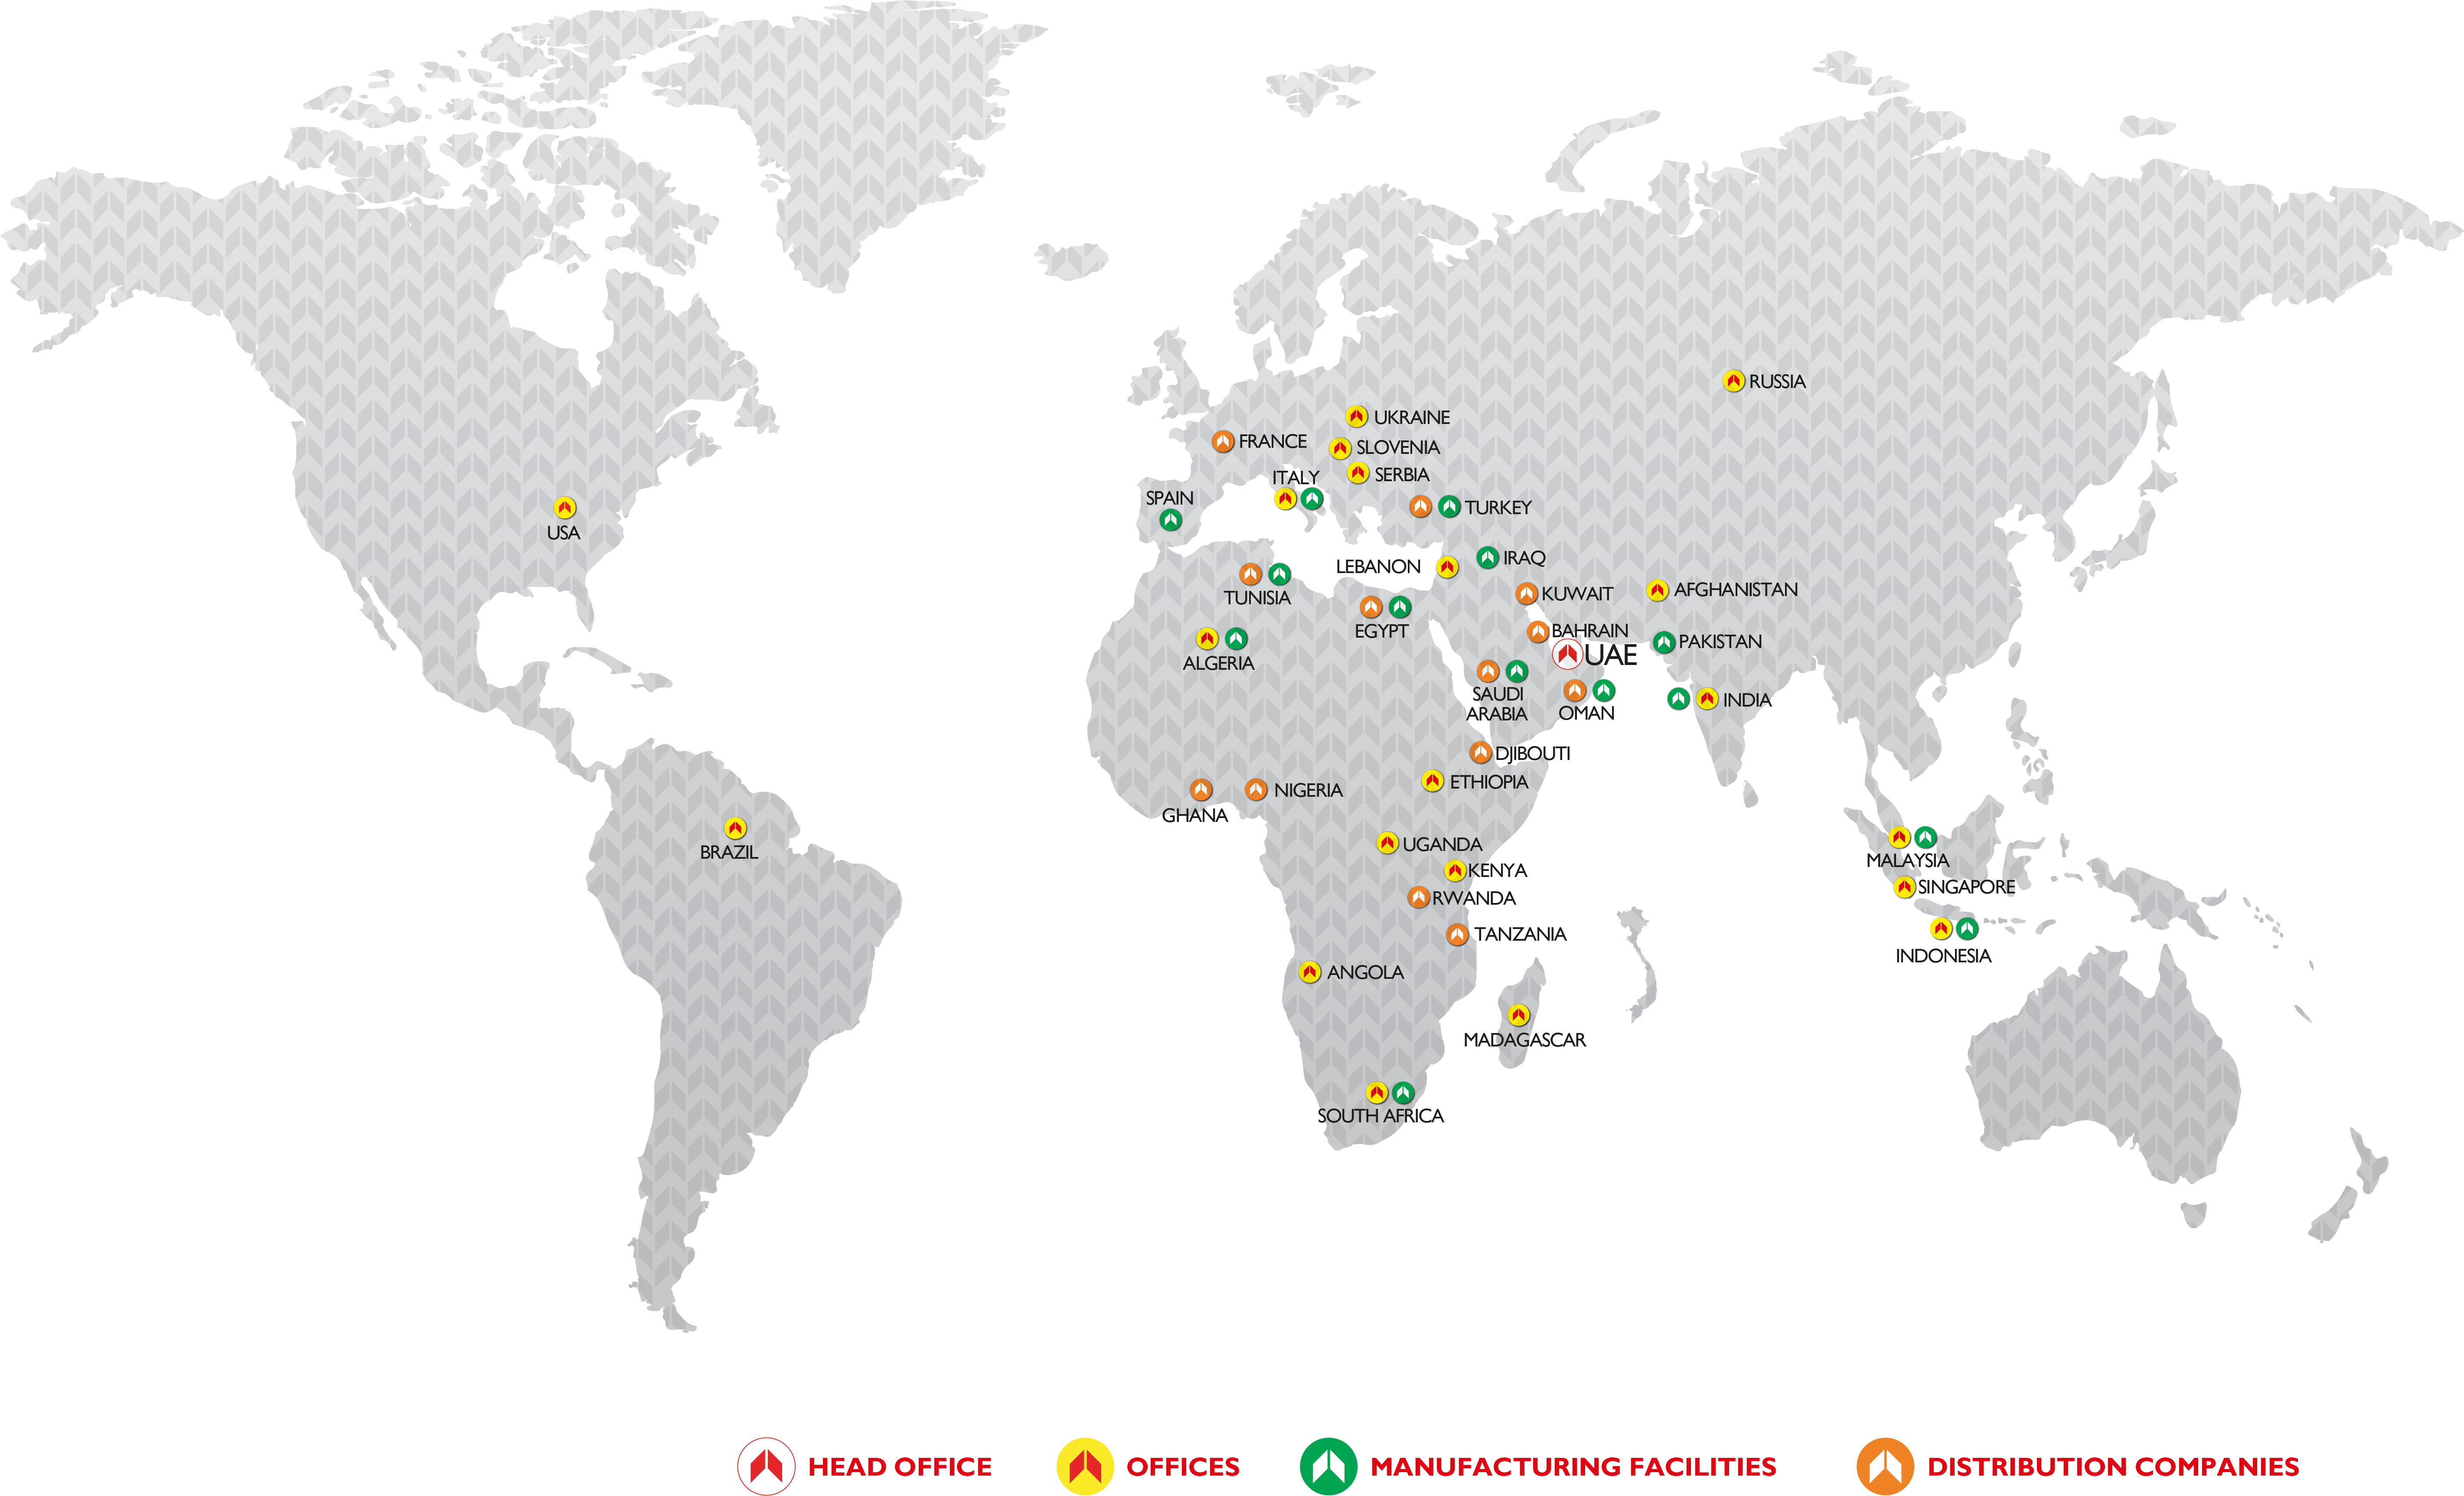 RUSSIA
UKRAINE
FRANCE
SLOVENIA
ITALY
SERBIA
SPAIN
TURKEY
USA
LEBANON
IRAQ
KUWAIT
AFGHANISTAN
TUNISIA
EGYPT
BAHRAIN
PAKISTAN
UAE
ALGERIA
SAUDI
ARABIA
OMAN
INDIA
DJIBOUTI
ETHIOPIA
NIGERIA
GHANA
UGANDA
BRAZIL
MALAYSIA
KENYA
SINGAPORE
RWANDA
TANZANIA
INDONESIA
ANGOLA
MADAGASCAR
SOUTH AFRICA
HEAD OFFICE
OFFICES
MANUFACTURING FACILITIES
DISTRIBUTION COMPANIES